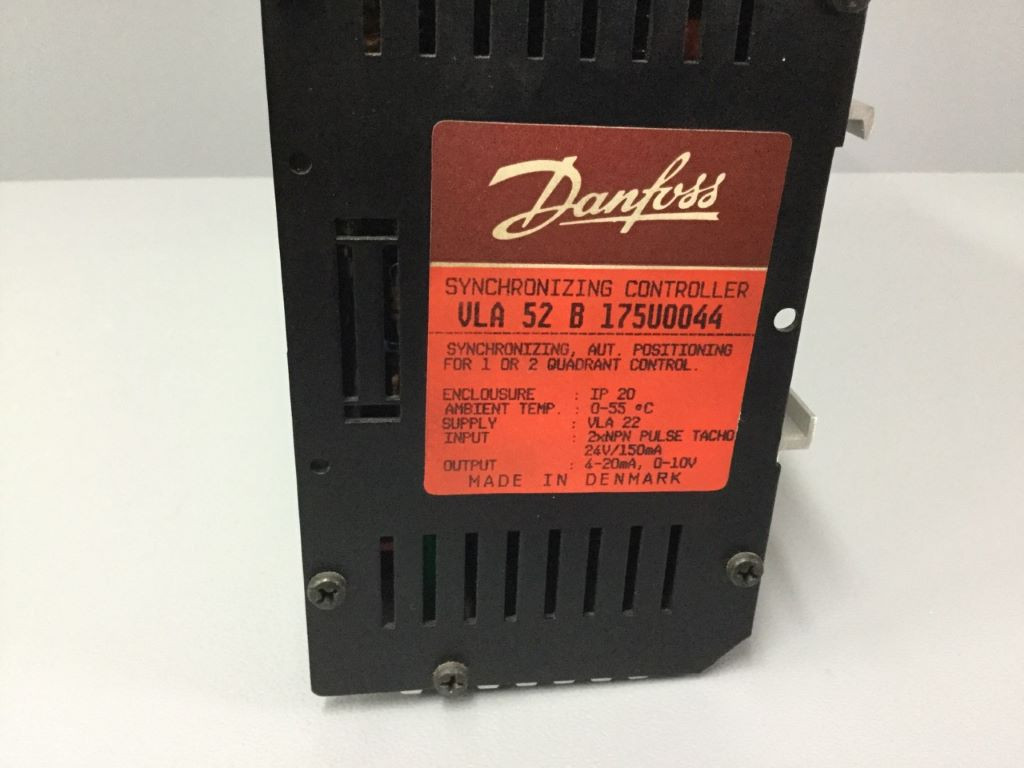 Danfoss
SYNCHRONIZING CONTROLLER
VLA 52 B 175U0044
SYNCHRONIZING, AUT. POSITIONING
FOR 1 OR 2 QUADRANT CONTROL.
ENCLOUSURE : IP 20
AMBIENT TEMP. : 0-55 °C
SUPPLY : VLA 22
INPUT : 2xNPN PULSE TACHO
24V/150mA
OUTPUT : 4-20mA, 0-10V
MADE IN DENMARK